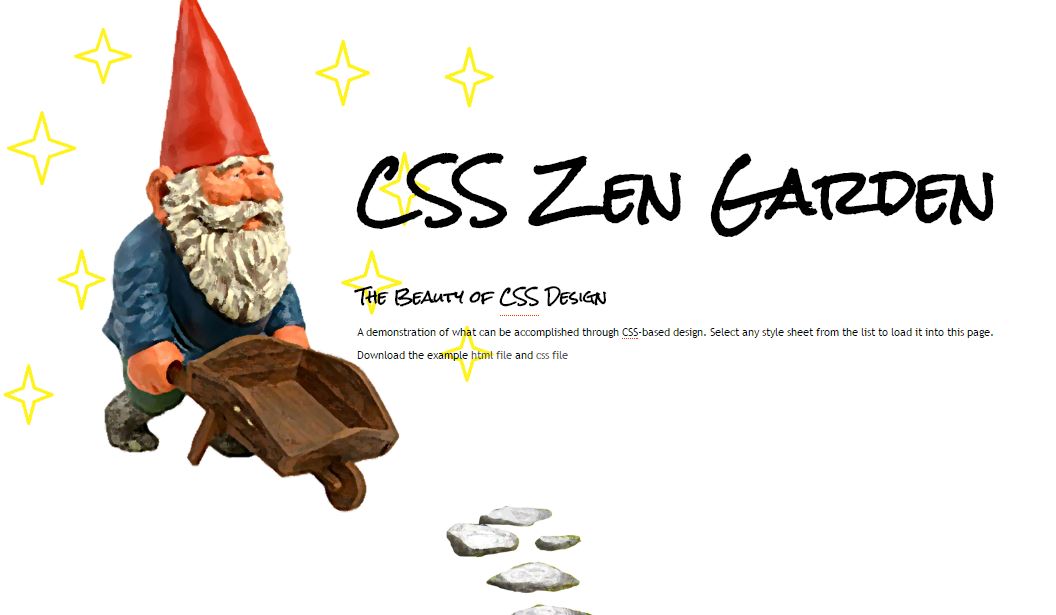 CSS Zen Garden
The Beauty of CSS Design
A demonstration of what can be accomplished through CSS-based design. Select any style sheet from the list to load it into this page.
Download the example html file and css file